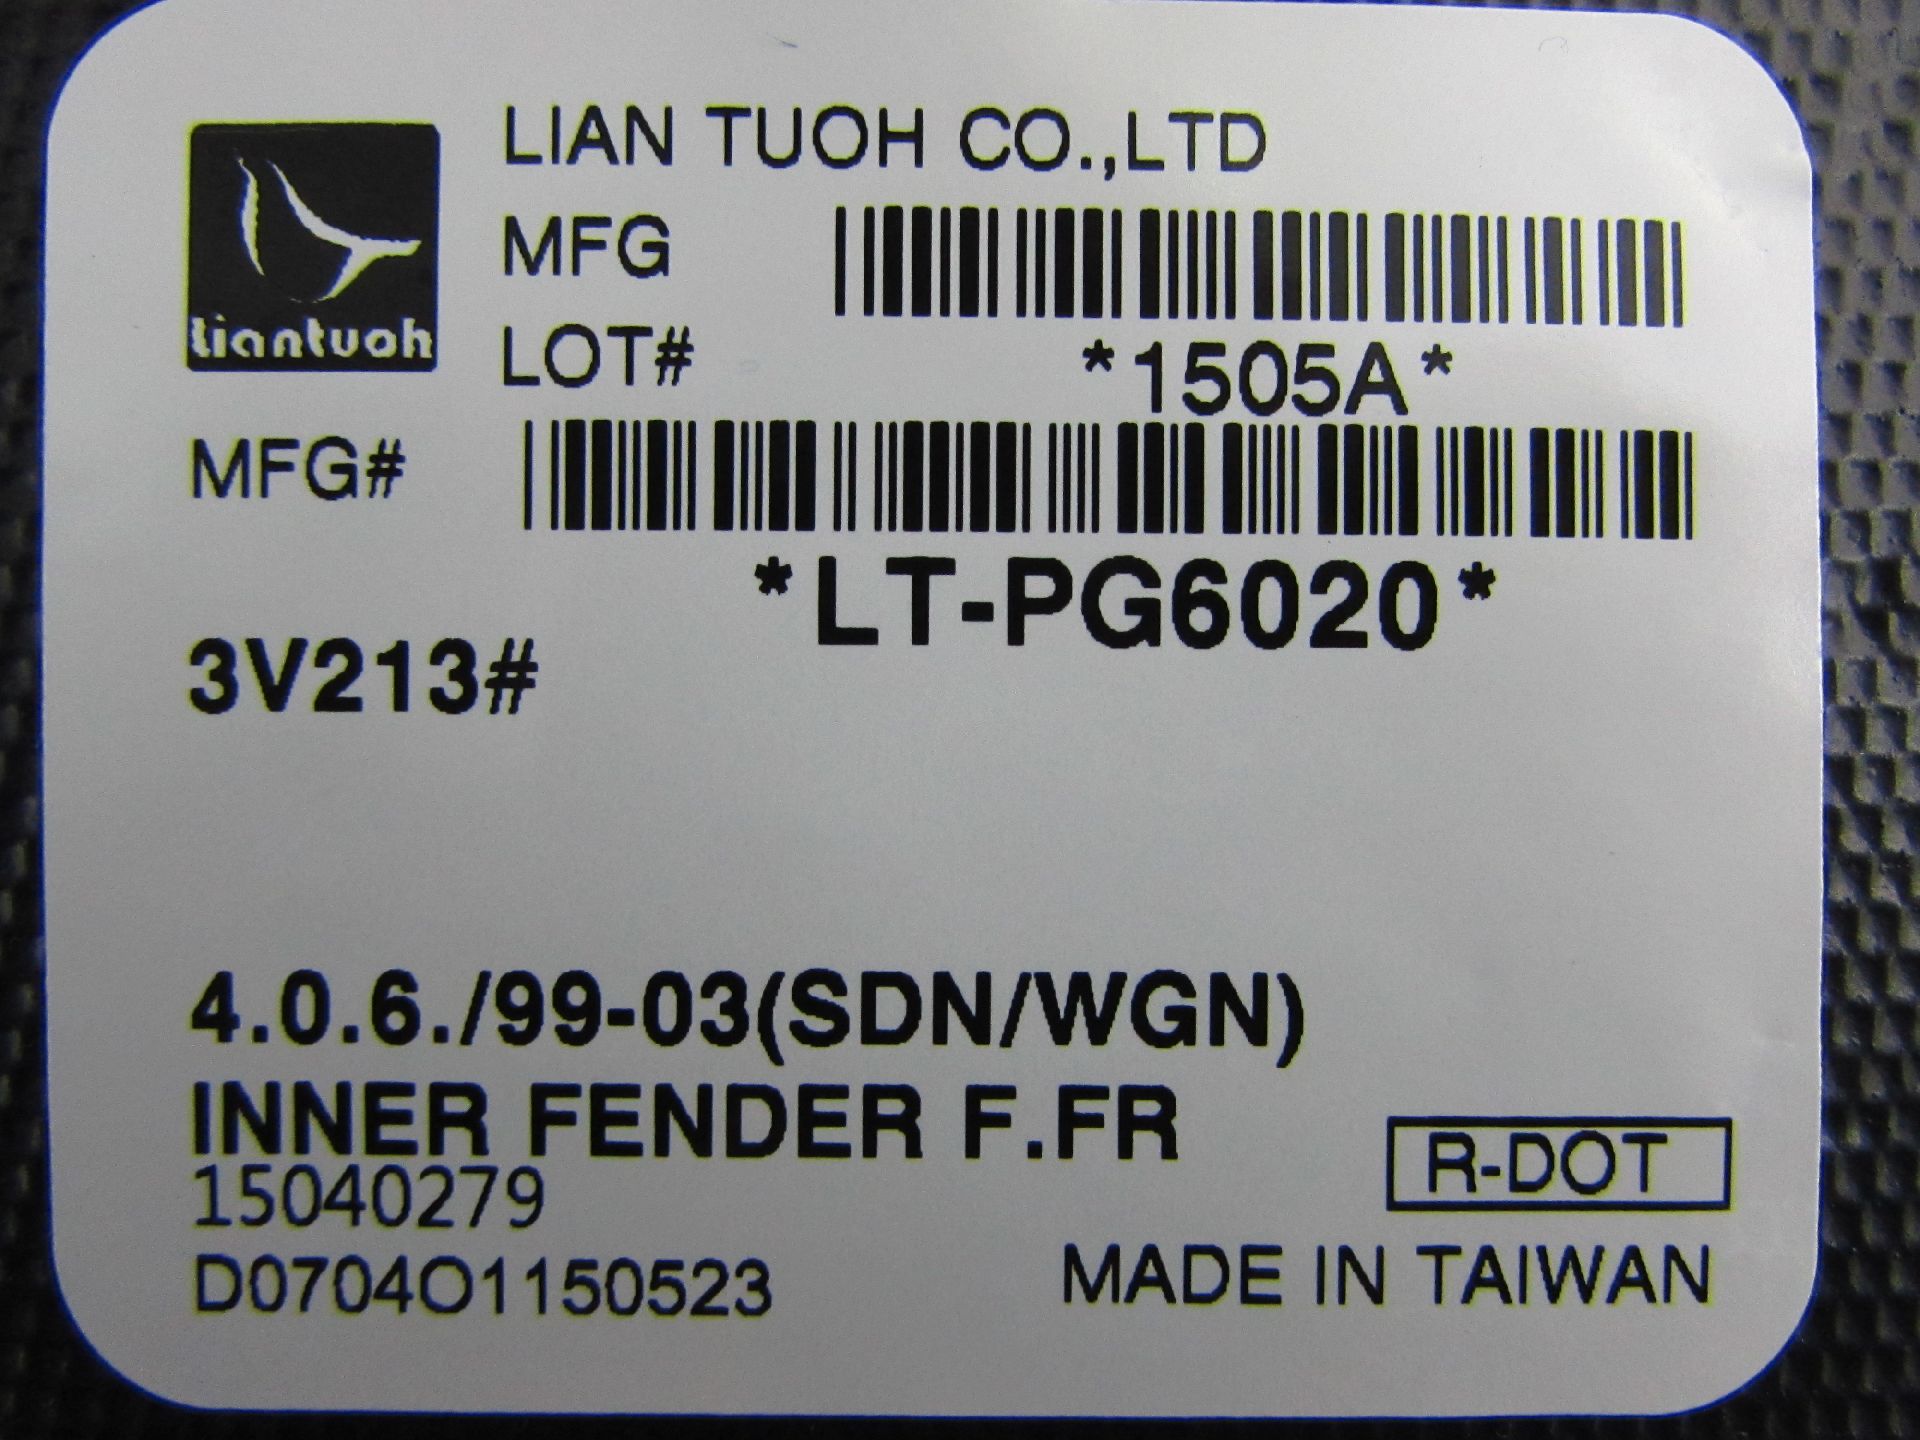 LIAN TUOH CO.,LTD
liantuoh
MFG
LOT#
*1505A*
MFG#
*LT-PG6020*
3V213#
4.0.6./99-03(SDN/WGN)
INNER FENDER F.FR
15040279
R-DOT
D0704O1150523
MADE IN TAIWAN